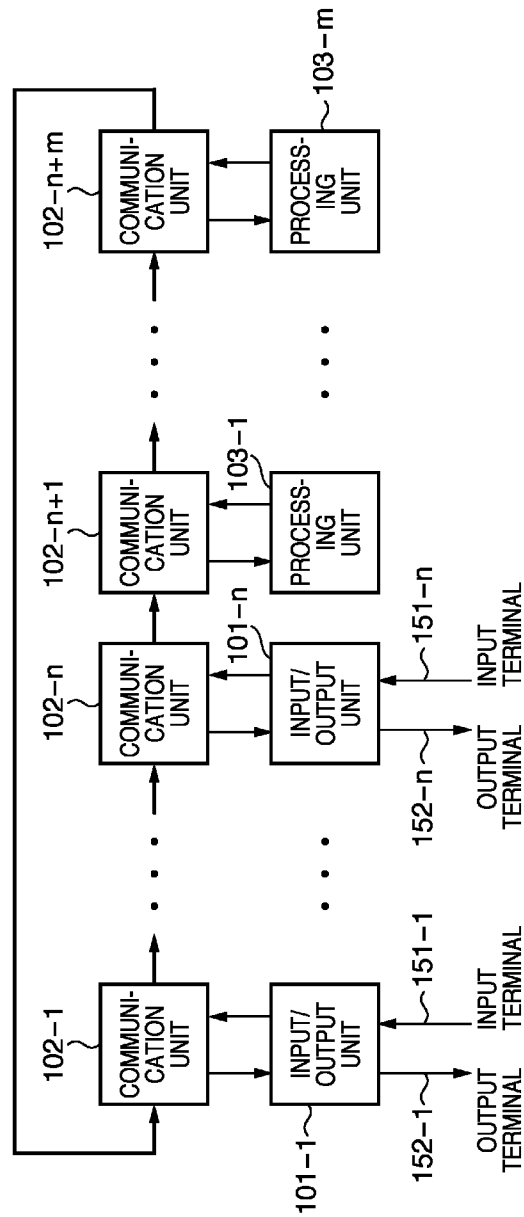 102-1
102-n
102-n+1
102-n+m
COMMUNI-
CATION
UNIT
COMMUNI-
CATION
UNIT
COMMUNI-
CATION
UNIT
COMMUNI-
CATION
UNIT
101-n
103-1
103-m
INPUT/
OUTPUT
UNIT
INPUT/
OUTPUT
UNIT
PROCESS-
ING
UNIT
PROCESS-
ING
UNIT
101-1
152-1
151-1
152-n
151-n
OUTPUT
TERMINAL
INPUT
TERMINAL
OUTPUT
TERMINAL
INPUT
TERMINAL